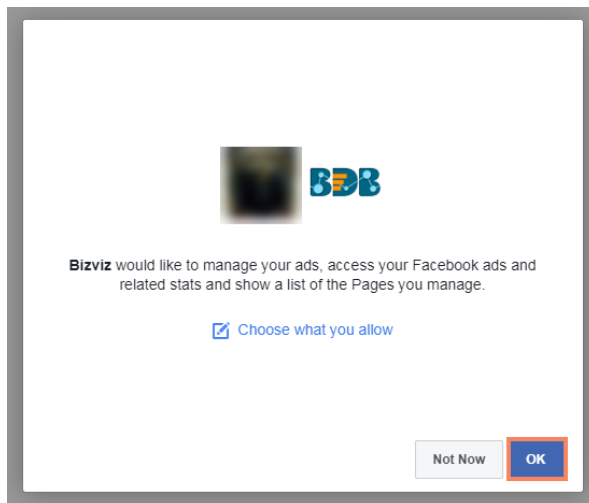 BDB
Bizviz would like to manage your ads, access your Facebook ads and
related stats and show a list of the Pages you manage.
Choose what you allow
Not Now
OK